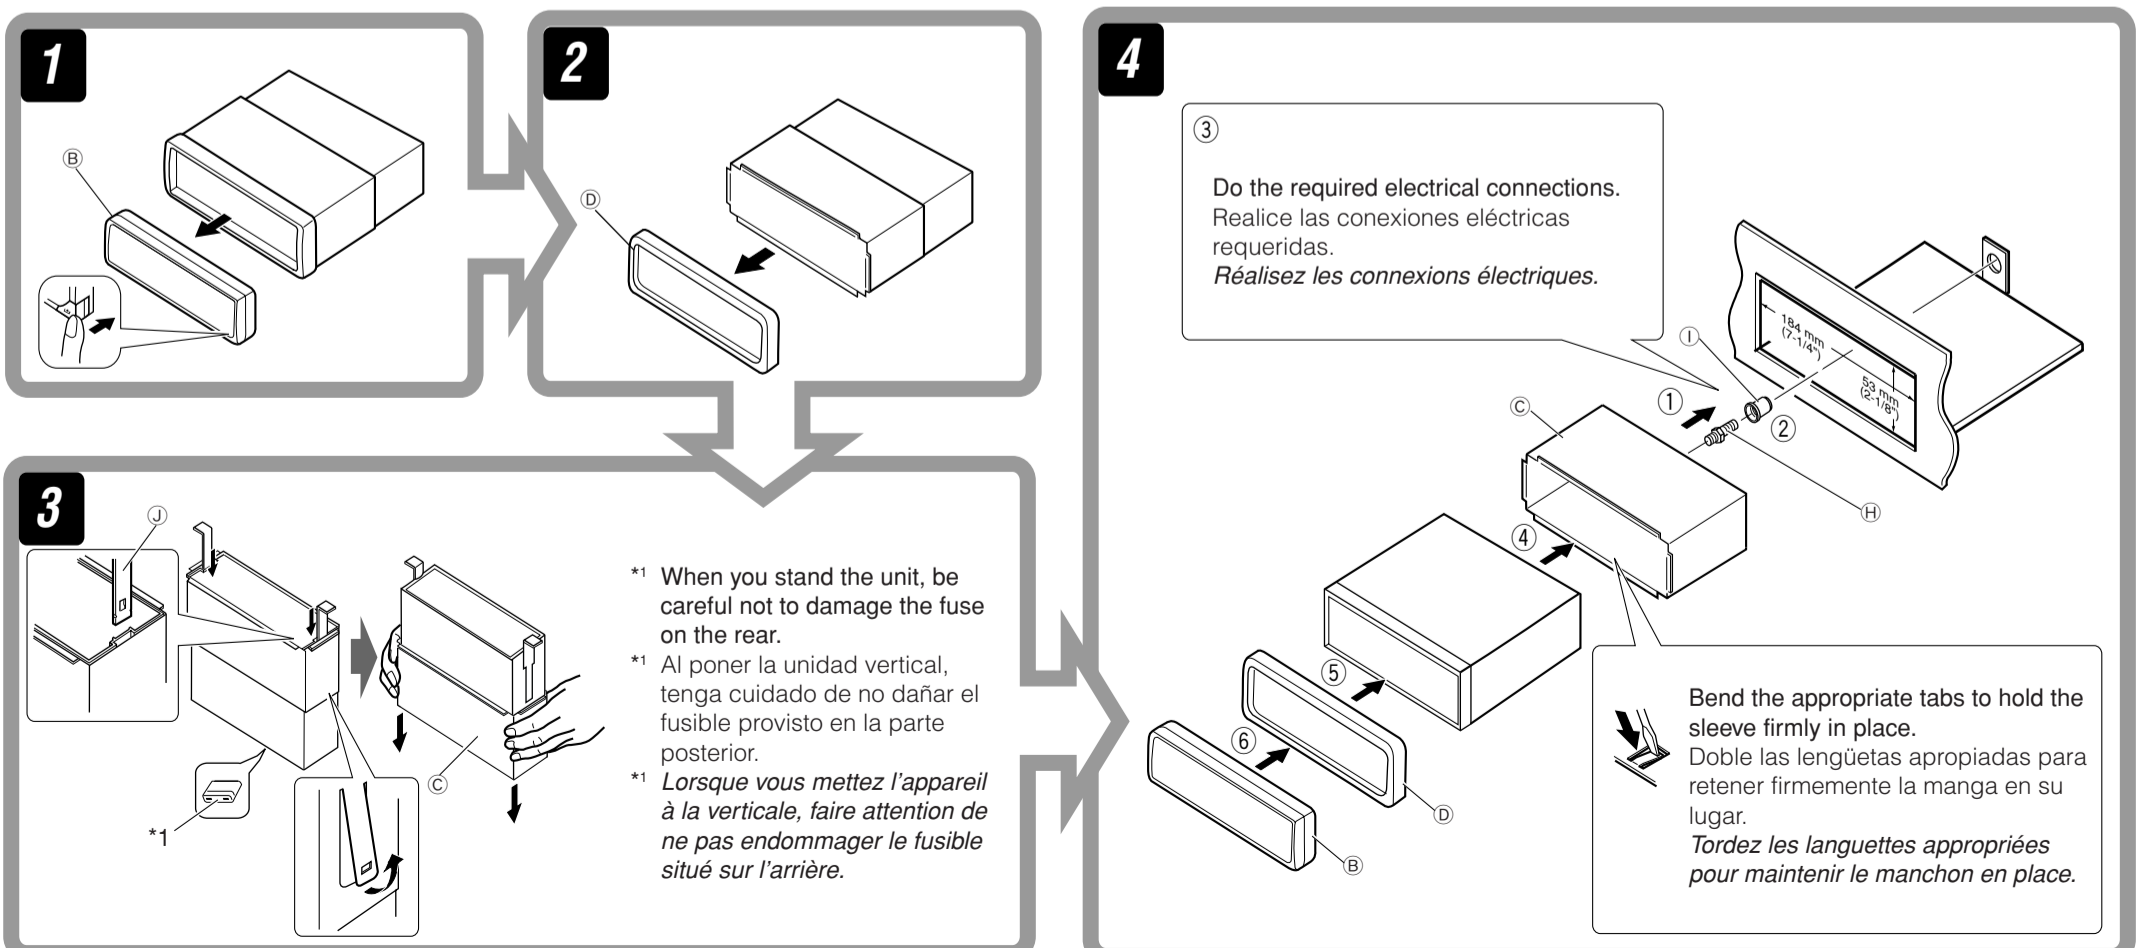 1
B
2
D
3
J
*1
C
*1 When you stand the unit, be
careful not to damage the fuse
on the rear.
*1 Al poner la unidad vertical,
tenga cuidado de no dañar el
fusible provisto en la parte
posterior.
*1 Lorsque vous mettez l'appareil
à la verticale, faire attention de
ne pas endommager le fusible
situé sur l'arrière.
4
③
Do the required electrical connections.
Realice las conexiones eléctricas
requeridas.
Réalisez les connexions électriques.
184 mm
(7-1/4")
53 mm
(2-1/8")
Ⓘ
①
②
Ⓒ
Ⓗ
④
⑤
⑥
Ⓓ
Ⓑ
Bend the appropriate tabs to hold the
sleeve firmly in place.
Doble las lengüetas apropiadas para
retener firmemente la manga en su
lugar.
Tordez les languettes appropriées
pour maintenir le manchon en place.